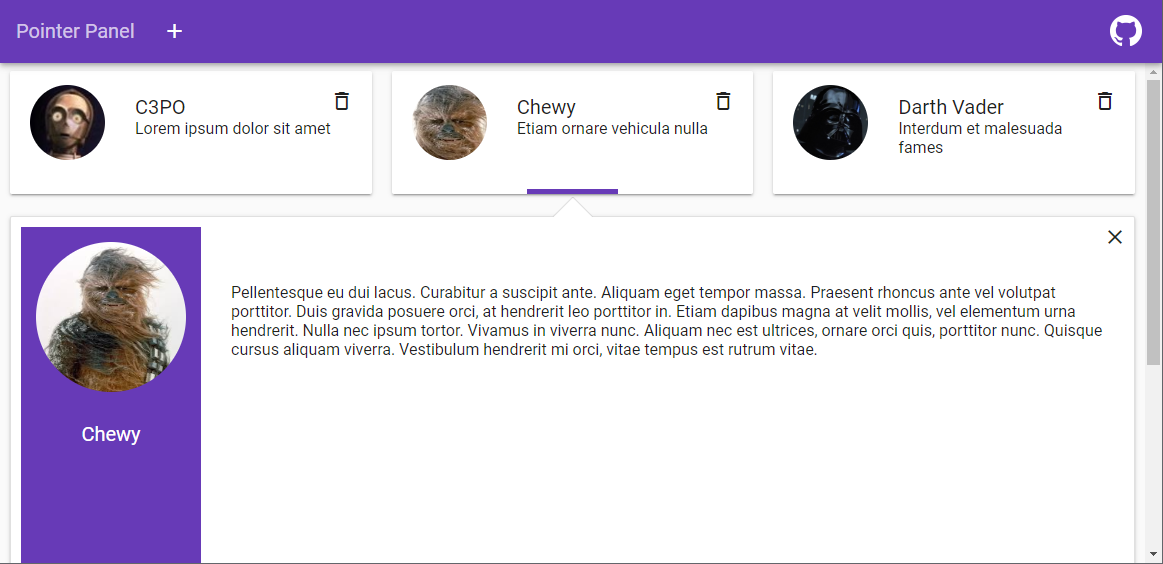 Pointer Panel +
C3PO
Lorem ipsum dolor sit amet
Chewy
Etiam ornare vehicula nulla
Darth Vader
Interdum et malesuada
fames
Chewy
Pellentesque eu dui lacus. Curabitur a suscipit ante. Aliquam eget tempor massa. Praesent rhoncus ante vel volutpat
porttitor. Duis gravida posuere orci, at hendrerit leo porttitor in. Etiam dapibus magna at velit mollis, vel elementum urna
hendrerit. Nulla nec ipsum tortor. Vivamus in viverra nunc. Aliquam nec est ultrices, ornare orci quis, porttitor nunc. Quisque
cursus aliquam viverra. Vestibulum hendrerit mi orci, vitae tempus est rutrum vitae.